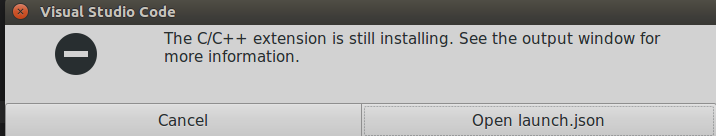 Visual Studio Code
The C/C++ extension is still installing. See the output window for
more information.
Cancel
Open launch.json